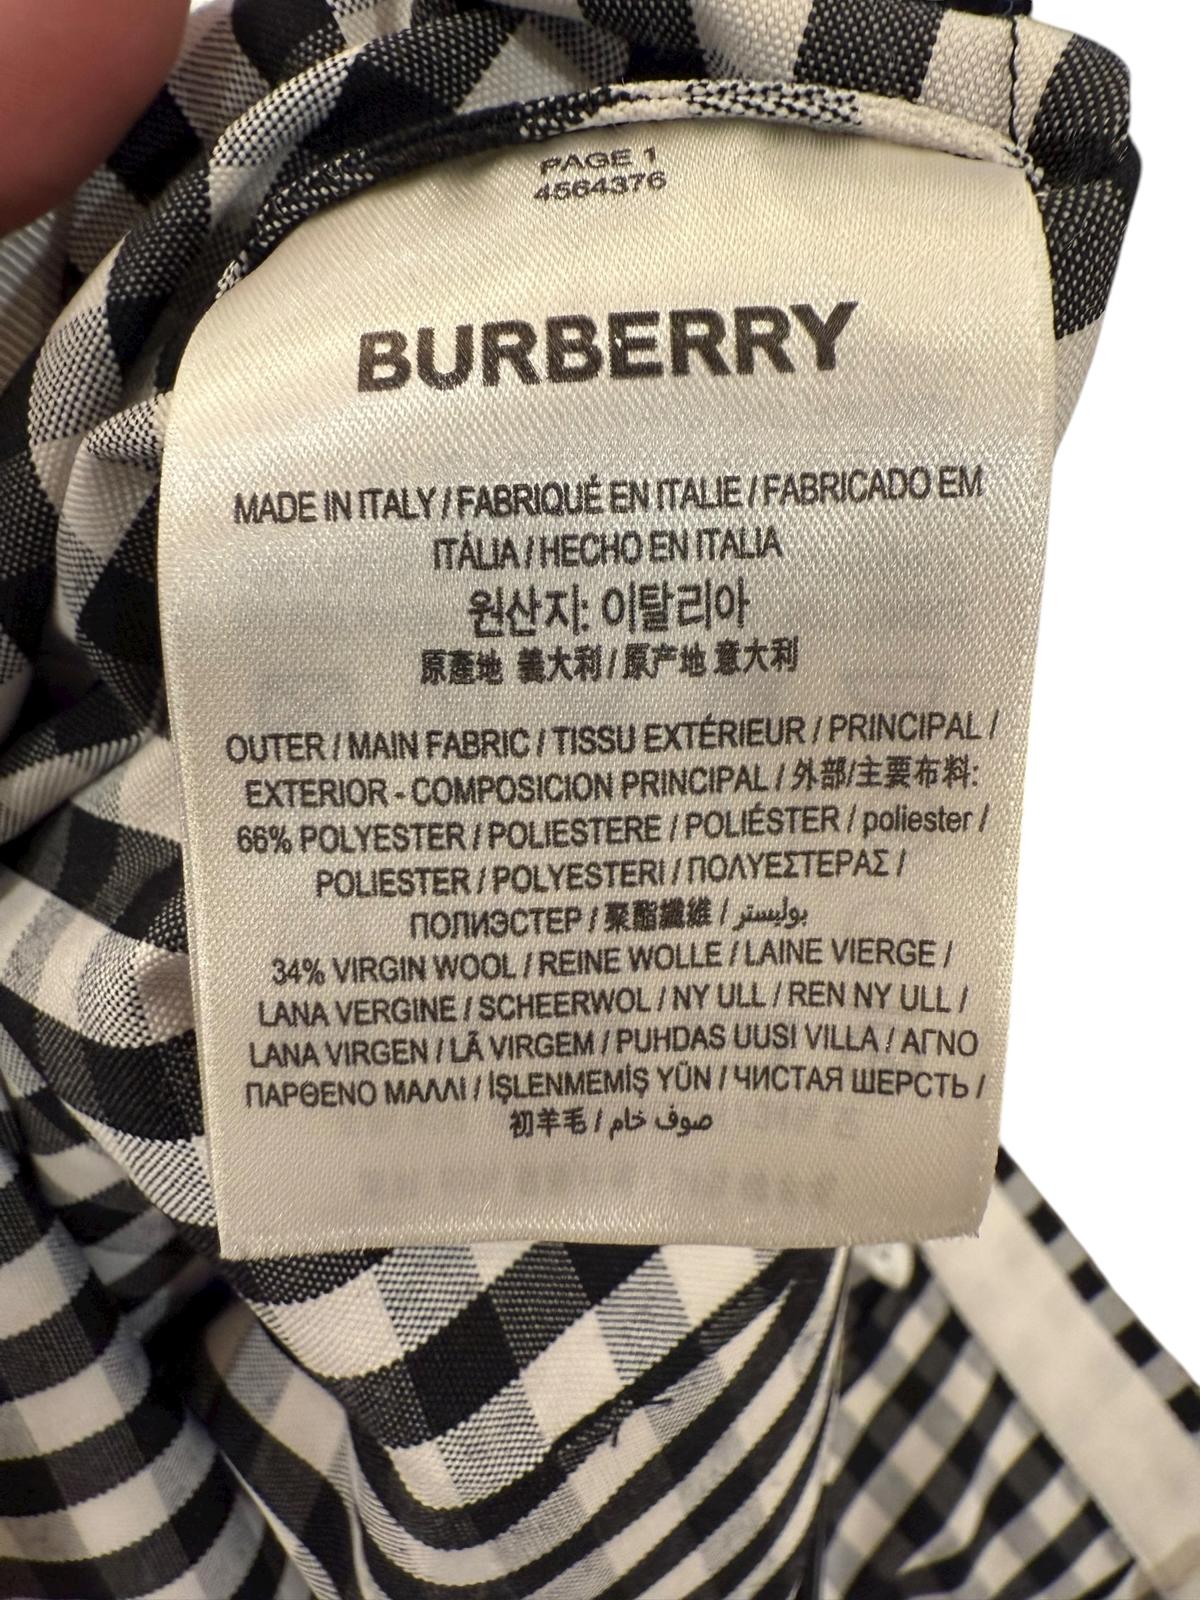 PAGE 1
4564376
BURBERRY
MADE IN ITALY / FABRIQUÉ EN ITALIE / FABRICADO EM
ITÁLIA / HECHO EN ITALIA
원산지: 이탈리아
原產地 義大利 / 原产地 意大利
OUTER / MAIN FABRIC / TISSU EXTÉRIEUR / PRINCIPAL /
EXTERIOR - COMPOSICION PRINCIPAL / 外部/主要布料:
66% POLYESTER / POLIESTERE / POLIÉSTER / poliester /
POLIESTER / POLYESTERI / ΠΟΛΥΕΣΤΕΡΑΣ /
ПОЛИЭСТЕР / 聚酯纖維 / بوليستر
34% VIRGIN WOOL / REINE WOLLE / LAINE VIERGE /
LANA VERGINE / SCHEERWOL / NY ULL / REN NY ULL /
LANA VIRGEN / LÃ VIRGEM / PUHDAS UUSI VILLA / ΑΓΝΟ
ΠΑΡΘΕΝΟ ΜΑΛΛΙ / İŞLENMEMİŞ YÜN / ЧИСТАЯ ШЕРСТЬ /
初羊毛 / صوف خام